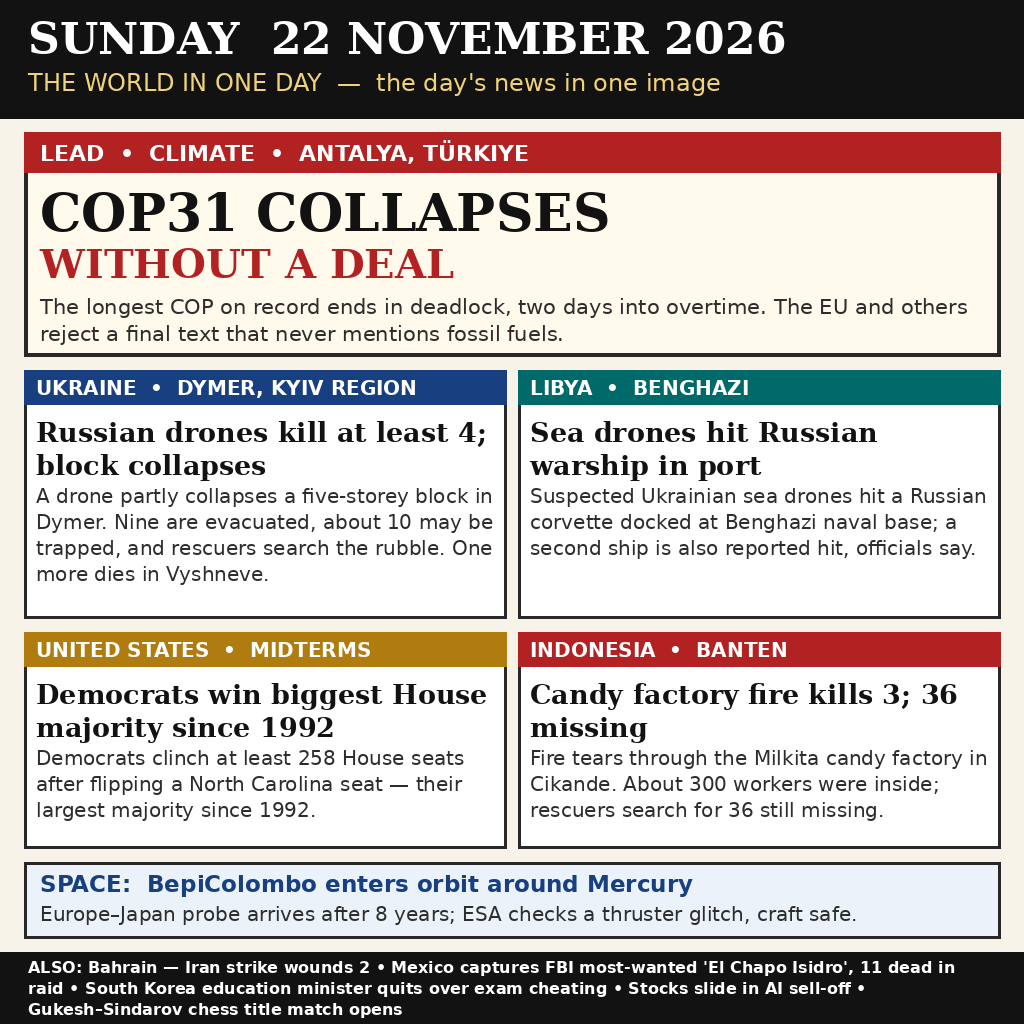 SUNDAY 22 NOVEMBER 2026
THE WORLD IN ONE DAY — the day's news in one image
LEAD • CLIMATE • ANTALYA, TÜRKIYE
COP31 COLLAPSES
WITHOUT A DEAL
The longest COP on record ends in deadlock, two days into overtime. The EU and others
reject a final text that never mentions fossil fuels.
UKRAINE • DYMER, KYIV REGION
Russian drones kill at least 4;
block collapses
A drone partly collapses a five-storey block in
Dymer. Nine are evacuated, about 10 may be
trapped, and rescuers search the rubble. One
more dies in Vyshneve.
LIBYA • BENGHAZI
Sea drones hit Russian
warship in port
Suspected Ukrainian sea drones hit a Russian
corvette docked at Benghazi naval base; a
second ship is also reported hit, officials say.
UNITED STATES • MIDTERMS
Democrats win biggest House
majority since 1992
Democrats clinch at least 258 House seats
after flipping a North Carolina seat — their
largest majority since 1992.
INDONESIA • BANTEN
Candy factory fire kills 3; 36
missing
Fire tears through the Milkita candy factory in
Cikande. About 300 workers were inside;
rescuers search for 36 still missing.
SPACE: BepiColombo enters orbit around Mercury
Europe–Japan probe arrives after 8 years; ESA checks a thruster glitch, craft safe.
ALSO: Bahrain — Iran strike wounds 2 • Mexico captures FBI most-wanted 'El Chapo Isidro', 11 dead in
raid • South Korea education minister quits over exam cheating • Stocks slide in AI sell-off •
Gukesh–Sindarov chess title match opens